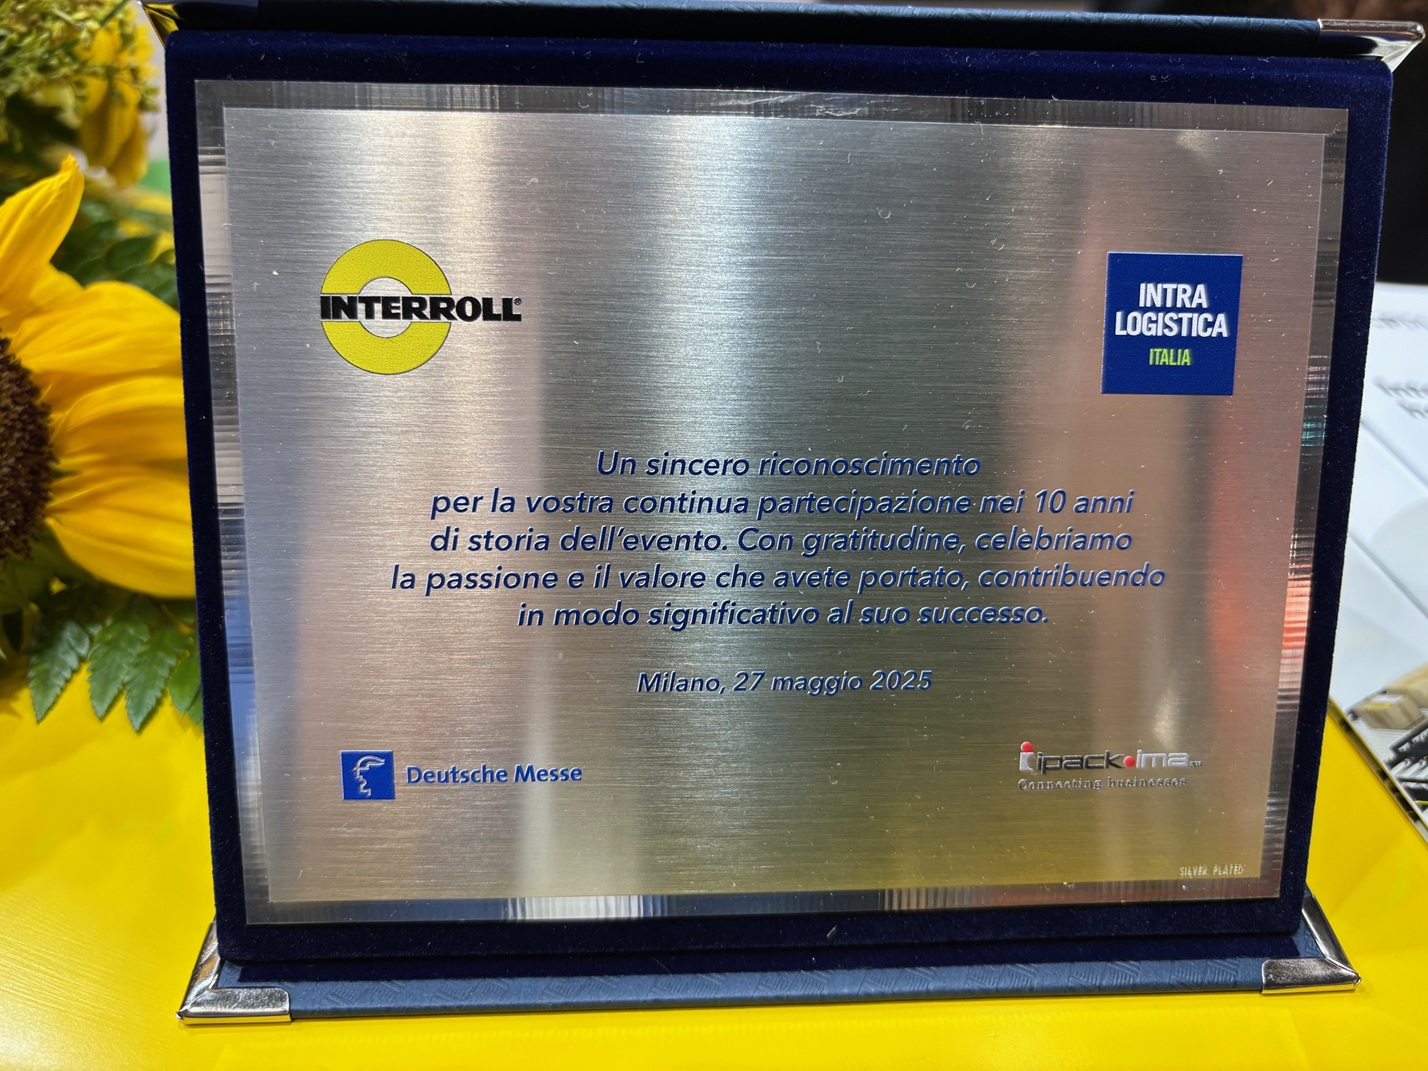 INTERROLL®
INTRA
LOGISTICA
ITALIA
Un sincero riconoscimento
per la vostra continua partecipazione nei 10 anni
di storia dell'evento. Con gratitudine, celebriamo
la passione e il valore che avete portato, contribuendo
in modo significativo al suo successo.
Milano, 27 maggio 2025
Deutsche Messe
ipack ima
Connecting businesses
SILVER PLATED